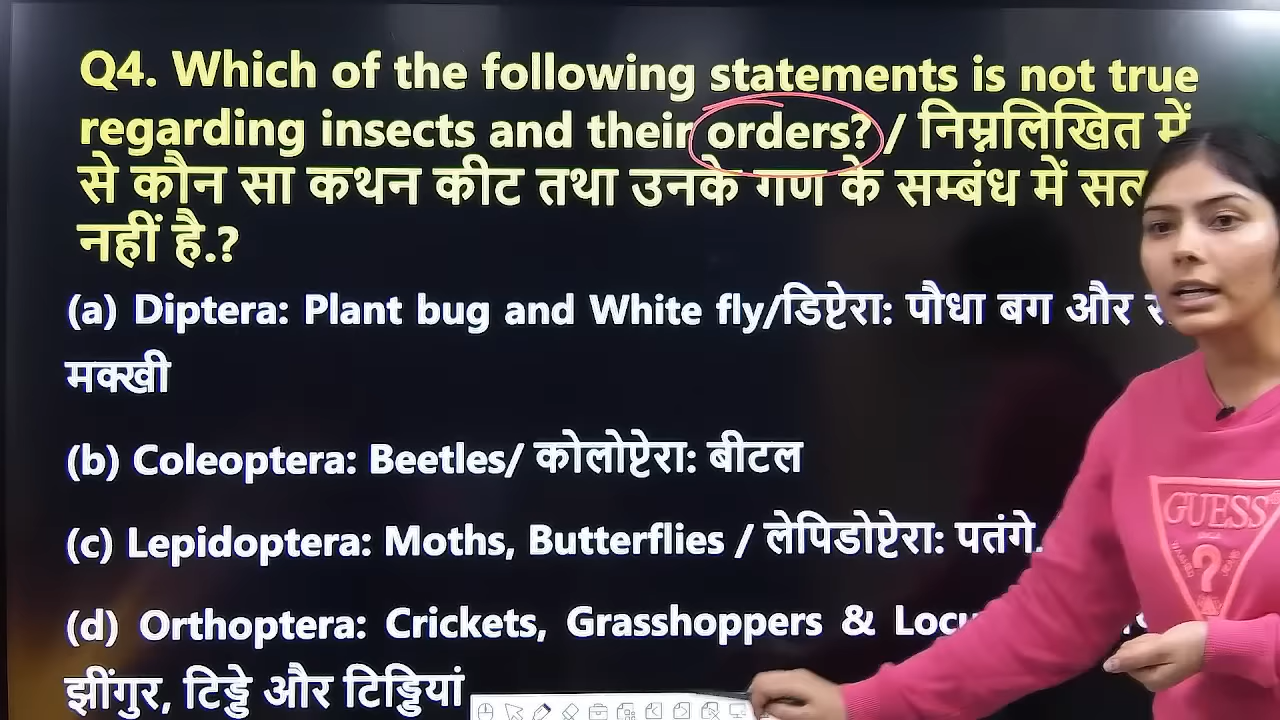 Q4. Which of the following statements is not true
regarding insects and their orders? / निम्नलिखित में
से कौन सा कथन कीट तथा उनके गण के सम्बंध में
नहीं है.?
(a) Diptera: Plant bug and White fly/डिप्टेरा: पौधा बग और
मक्खी
(b) Coleoptera: Beetles/ कोलोप्टेरा: बीटल
(c) Lepidoptera: Moths, Butterflies / लेपिडोप्टेरा: पतंगे.
(d) Orthoptera: Crickets, Grasshoppers &
झींगुर, टिड्डे और टिड्डियां
GUESS
?